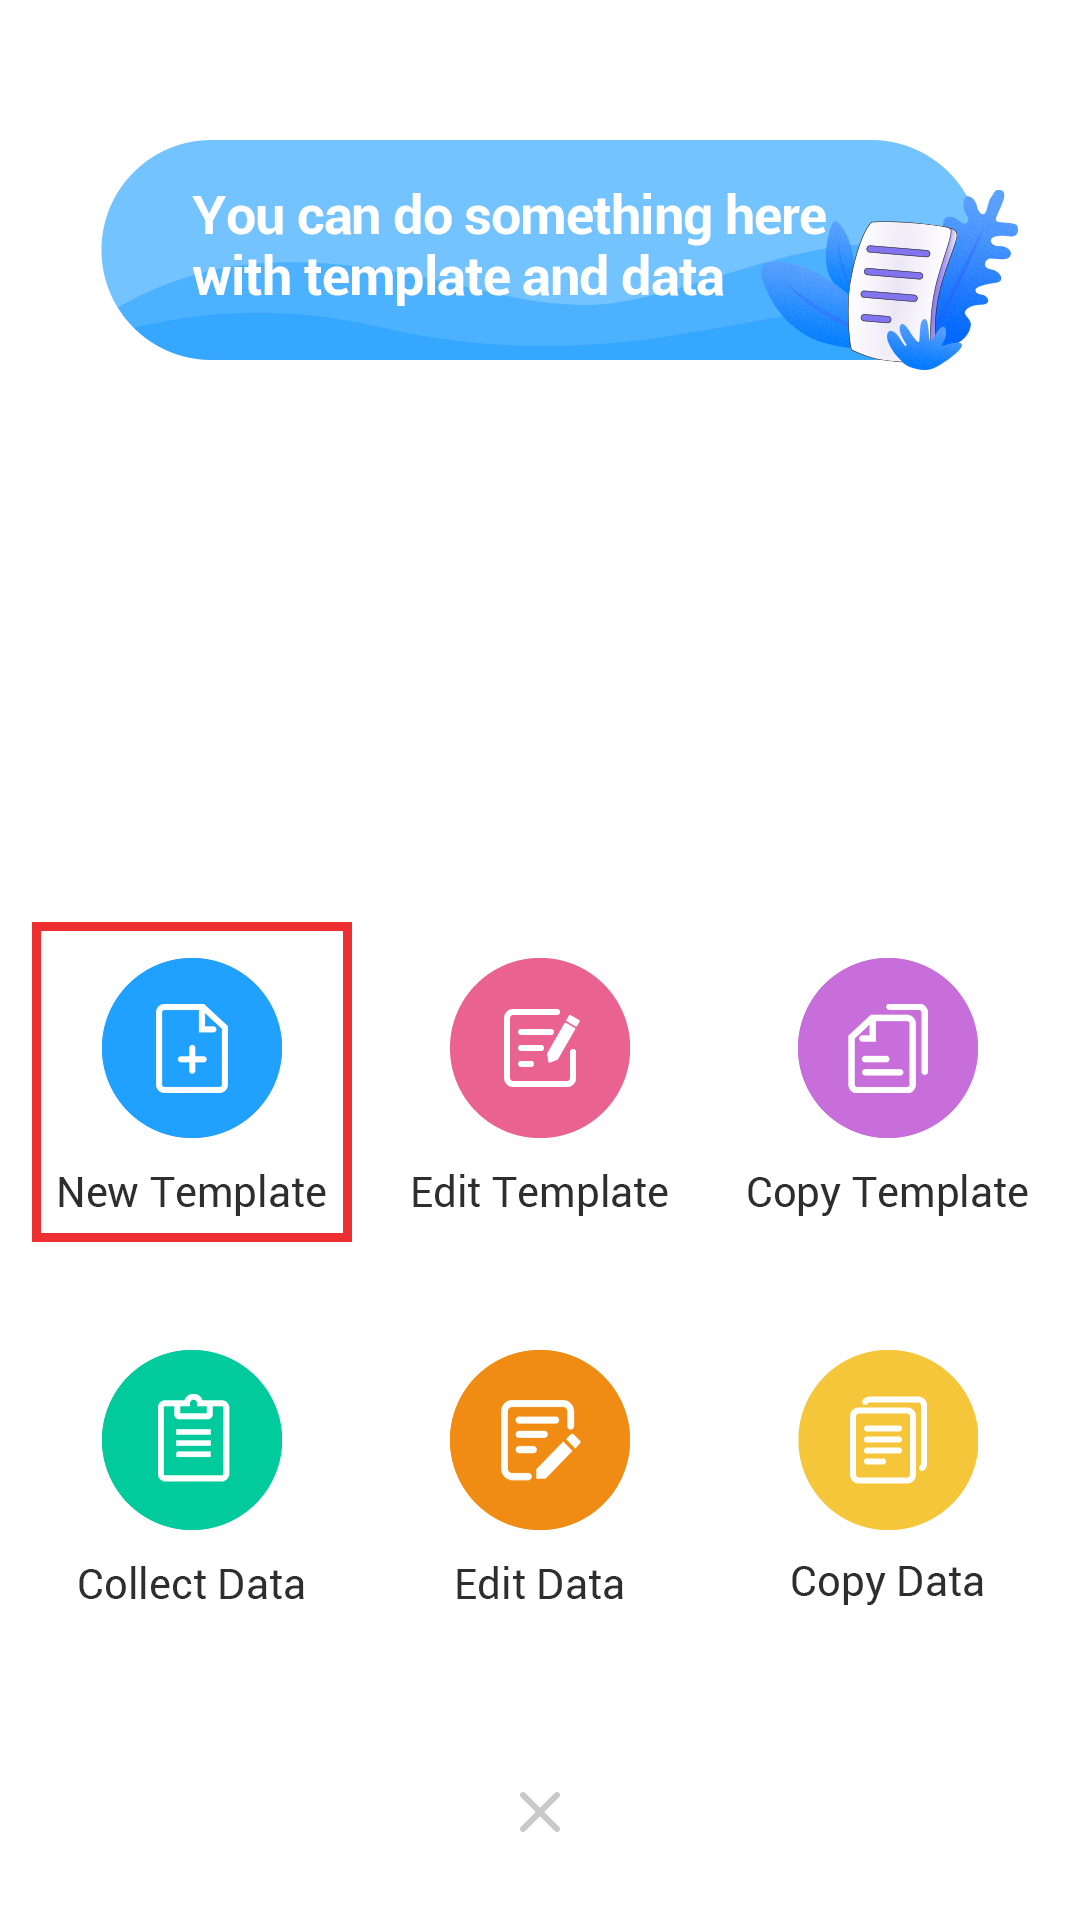 You can do something here
with template and data
New Template
Edit Template
Copy Template
Collect Data
Edit Data
Copy Data